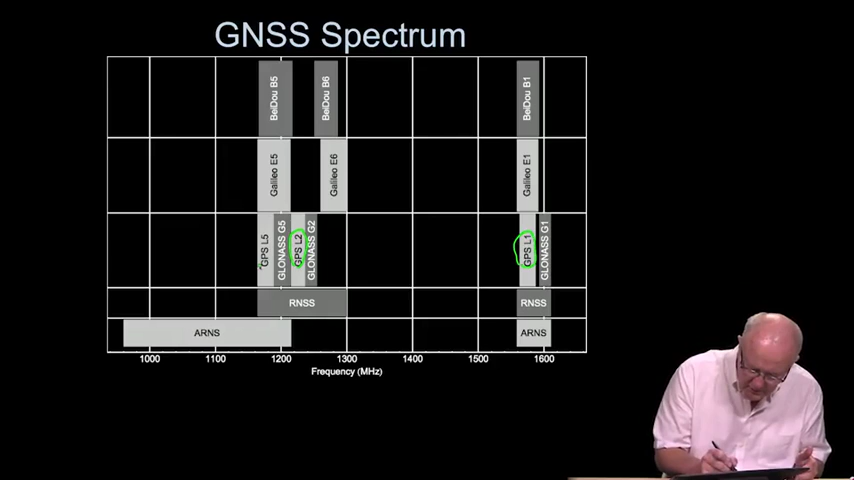 GNSS Spectrum
BeiDou B5
BeiDou B6
BeiDou B1
Galileo E5
Galileo E6
Galileo E1
GPS L5
GLONASS G5
GPS L2
GLONASS G2
GPS L1
GLONASS G1
RNSS
RNSS
ARNS
ARNS
1000 1100 1200 1300 1400 1500 1600
Frequency (MHz)